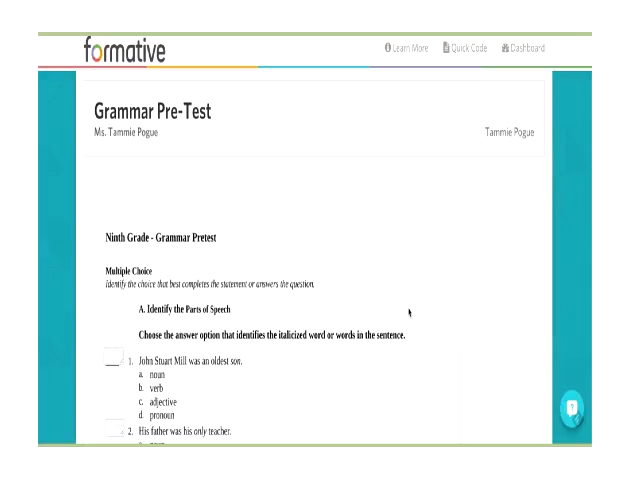 formative
Learn More Quick Code Dashboard
Grammar Pre-Test
Ms. Tammie Pogue Tammie Pogue
Ninth Grade - Grammar Pretest
Multiple Choice
Identify the choice that best completes the statement or answers the question.
A. Identify the Parts of Speech
Choose the answer option that identifies the italicized word or words in the sentence.
1. John Stuart Mill was an oldest son.
a. noun
b. verb
c. adjective
d. pronoun
2. His father was his only teacher.